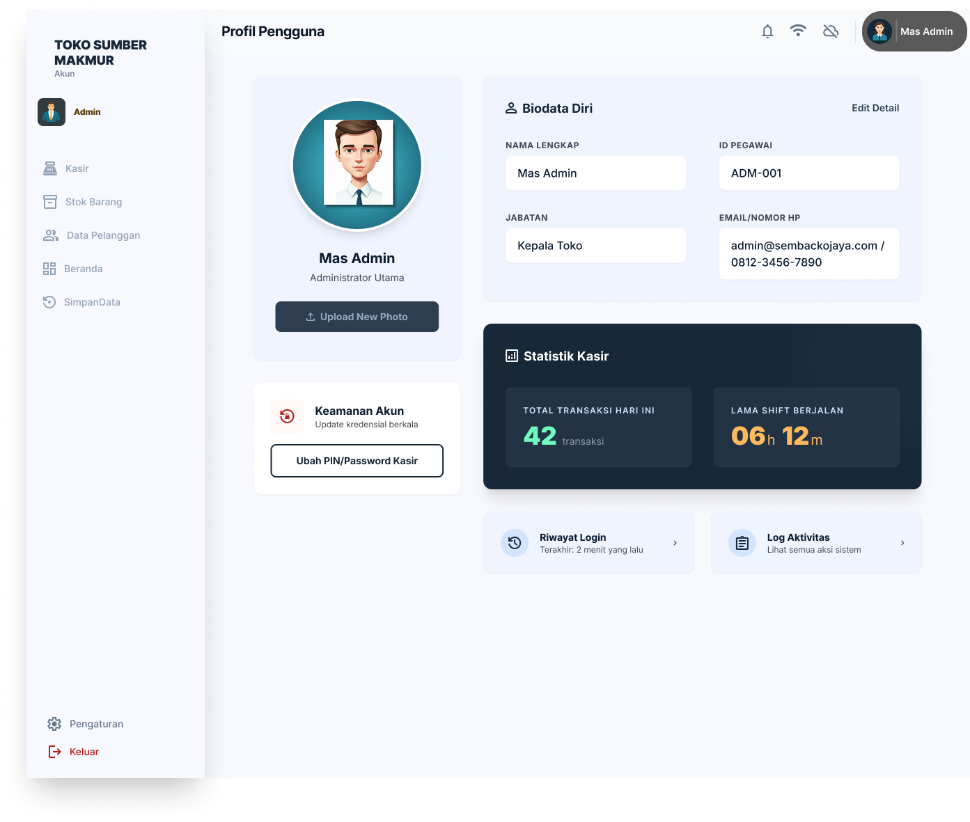 TOKO SUMBER
MAKMUR
Akun
Admin
Kasir
Stok Barang
Data Pelanggan
Beranda
SimpanData
Pengaturan
Keluar
Profil Pengguna
Mas Admin
Mas Admin
Administrator Utama
Upload New Photo
Keamanan Akun
Update kredensial berkala
Ubah PIN/Password Kasir
Biodata Diri
Edit Detail
NAMA LENGKAP
Mas Admin
ID PEGAWAI
ADM-001
JABATAN
Kepala Toko
EMAIL/NOMOR HP
admin@sembackojaya.com /
0812-3456-7890
Statistik Kasir
TOTAL TRANSAKSI HARI INI
42 transaksi
LAMA SHIFT BERJALAN
06h 12m
Riwayat Login
Terakhir: 2 menit yang lalu
Log Aktivitas
Lihat semua aksi sistem